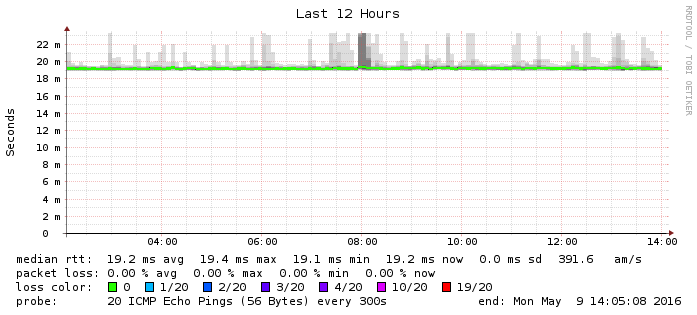 Last 12 Hours
RRDTOOL / TOBI OETIKER
Seconds
22 m
20 m
18 m
16 m
14 m
12 m
10 m
8 m
6 m
4 m
2 m
0
04:00 06:00 08:00 10:00 12:00 14:00
median rtt: 19.2 ms avg 19.4 ms max 19.1 ms min 19.2 ms now 0.0 ms sd 391.6 am/s
packet loss: 0.00 % avg 0.00 % max 0.00 % min 0.00 % now
loss color: 0 1/20 2/20 3/20 4/20 10/20 19/20
probe: 20 ICMP Echo Pings (56 Bytes) every 300s end: Mon May 9 14:05:08 2016